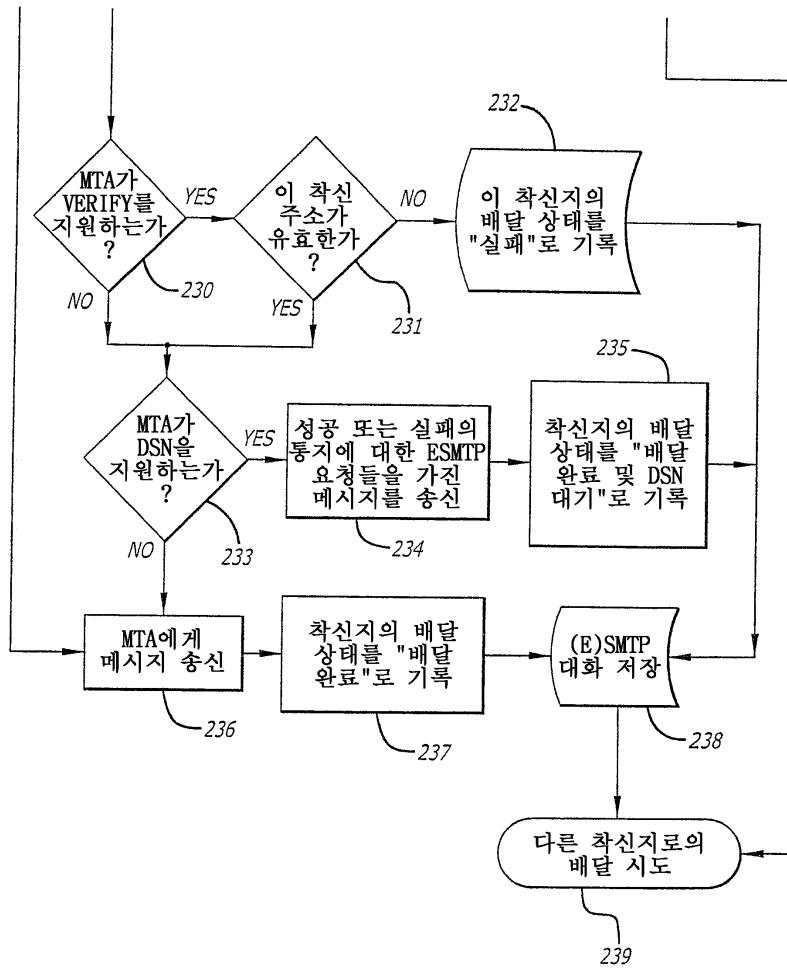 232
MTA가
VERIFY를
지원하는가
?
YES
이 착신
주소가
유효한가
?
NO
이 착신지의
배달 상태를
"실패"로 기록
NO
230
YES
231
235
MTA가
DSN을
지원하는가
?
YES
성공 또는 실패의
통지에 대한 ESMTP
요청들을 가진
메시지를 송신
착신지의 배달
상태를 "배달
완료 및 DSN
대기"로 기록
NO
233
234
MTA에게
메시지 송신
착신지의 배달
상태를 "배달
완료"로 기록
(E)SMTP
대화 저장
236
237
238
다른 착신지로의
배달 시도
239